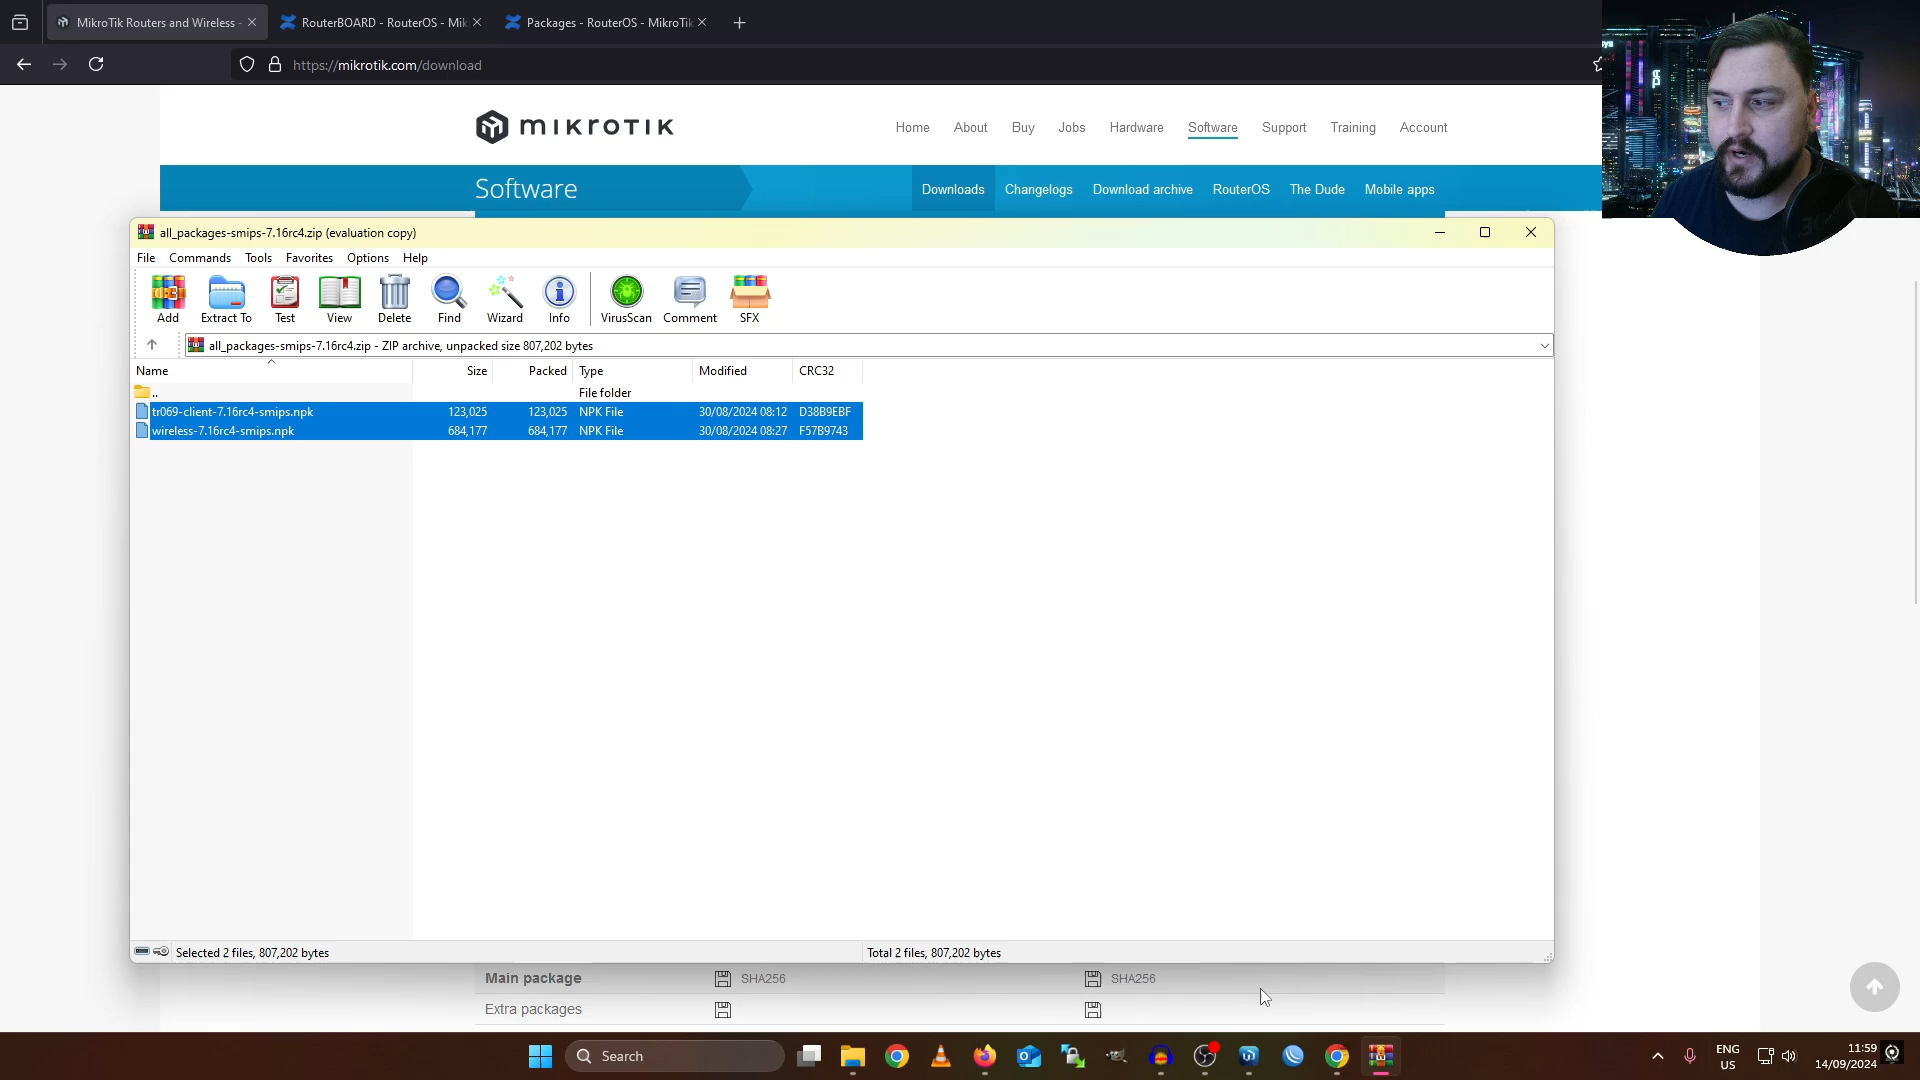 MikroTik Routers and Wireless -
RouterBOARD - RouterOS - Mik
Packages - RouterOS - MikroTik
https://mikrotik.com/download
MIKROTIK
Home About Buy Jobs Hardware Software Support Training Account
Software
Downloads Changelogs Download archive RouterOS The Dude Mobile apps
all_packages-smips-7.16rc4.zip (evaluation copy)
File Commands Tools Favorites Options Help
Add Extract To Test View Delete Find Wizard Info VirusScan Comment SFX
all_packages-smips-7.16rc4.zip - ZIP archive, unpacked size 807,202 bytes
Name Size Packed Type Modified CRC32
.. File folder
tr069-client-7.16rc4-smips.npk 123,025 123,025 NPK File 30/08/2024 08:12 D38B9EBF
wireless-7.16rc4-smips.npk 684,177 684,177 NPK File 30/08/2024 08:27 F57B9743
Selected 2 files, 807,202 bytes
Total 2 files, 807,202 bytes
Main package SHA256 SHA256
Extra packages
Search
ENG
US
11:59
14/09/2024